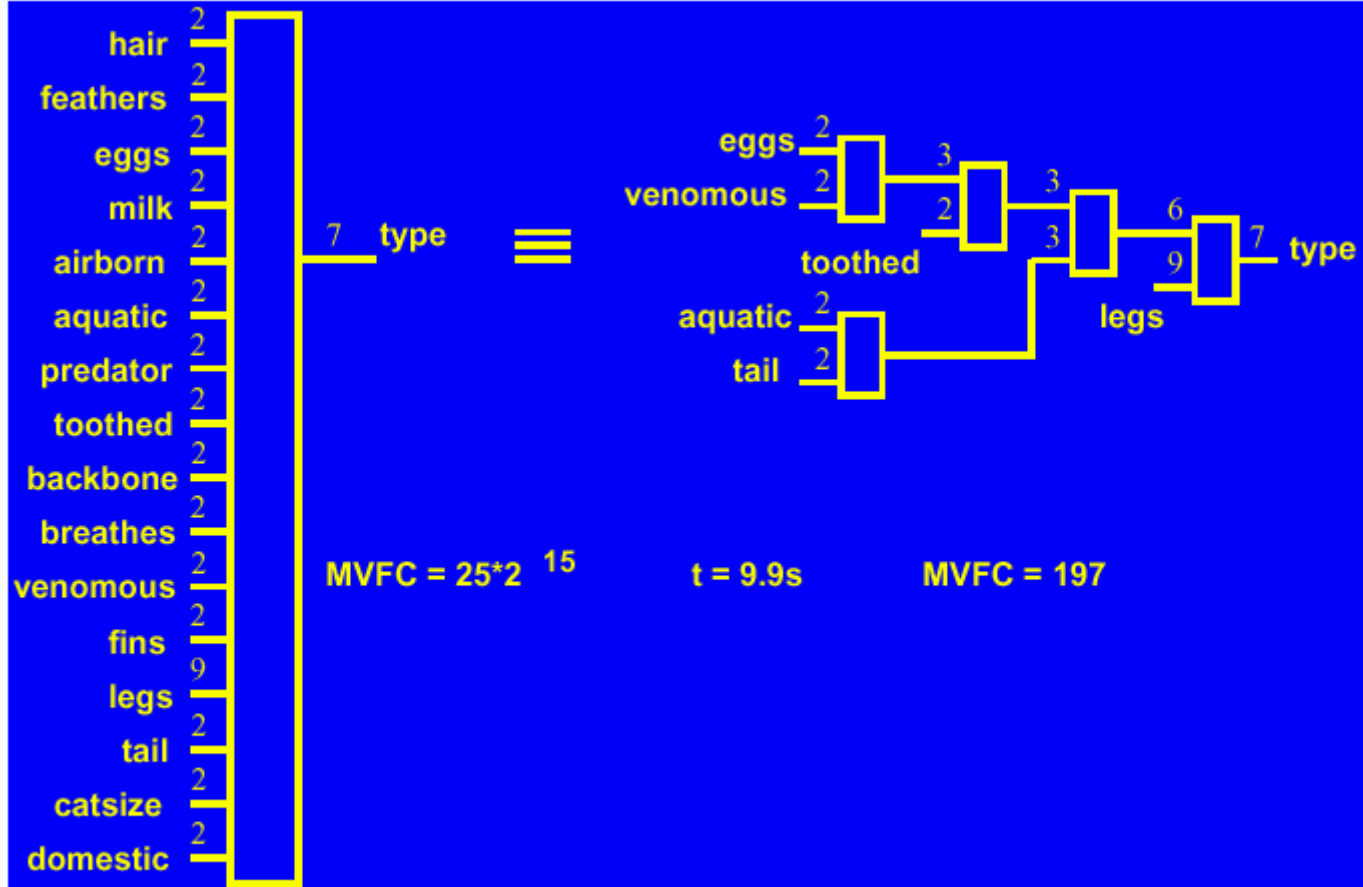 2
hair
2
feathers
2
eggs
2
milk
2
airborn
2
aquatic
2
predator
2
toothed
2
backbone
2
breathes
2
venomous
2
fins
9
legs
2
tail
2
catsize
2
domestic
7 type
≡
eggs 2
venomous 2
3
2
toothed
aquatic 2
tail 2
3
3
6
9
legs
7 type
MVFC = 25*2 15
t = 9.9s
MVFC = 197